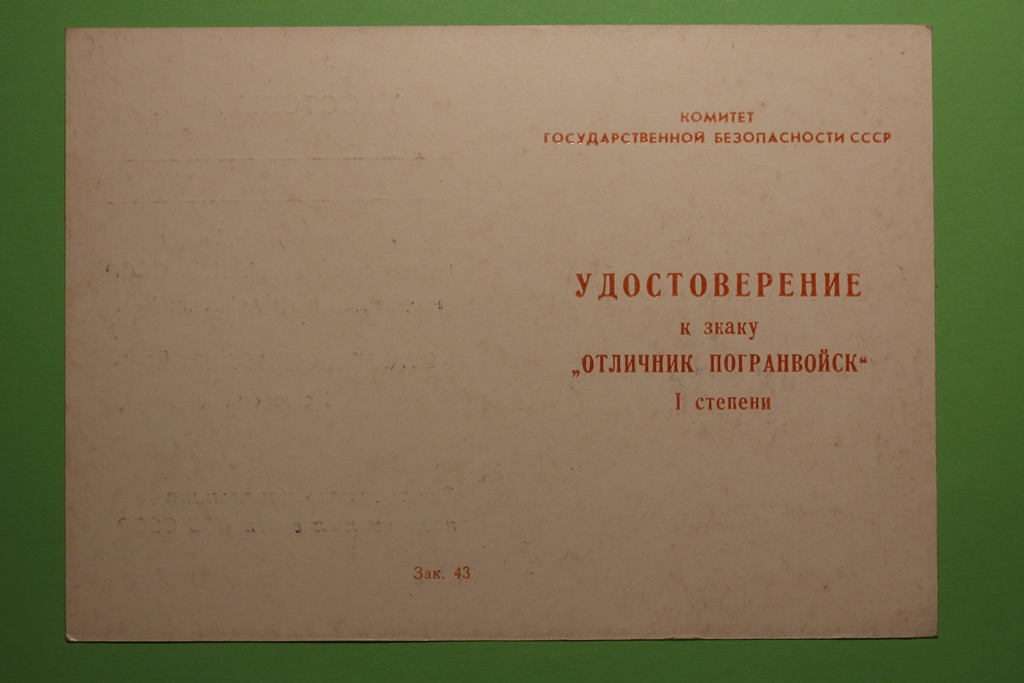 КОМИТЕТ
ГОСУДАРСТВЕННОЙ БЕЗОПАСНОСТИ СССР
УДОСТОВЕРЕНИЕ
к знаку
„ОТЛИЧНИК ПОГРАНВОЙСК“
I степени
Зак. 43